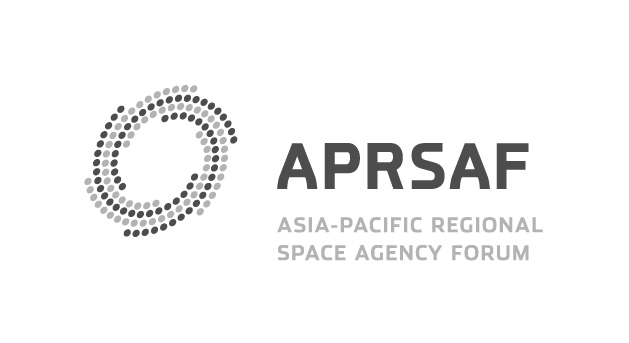 APRSAF
ASIA-PACIFIC REGIONAL
SPACE AGENCY FORUM